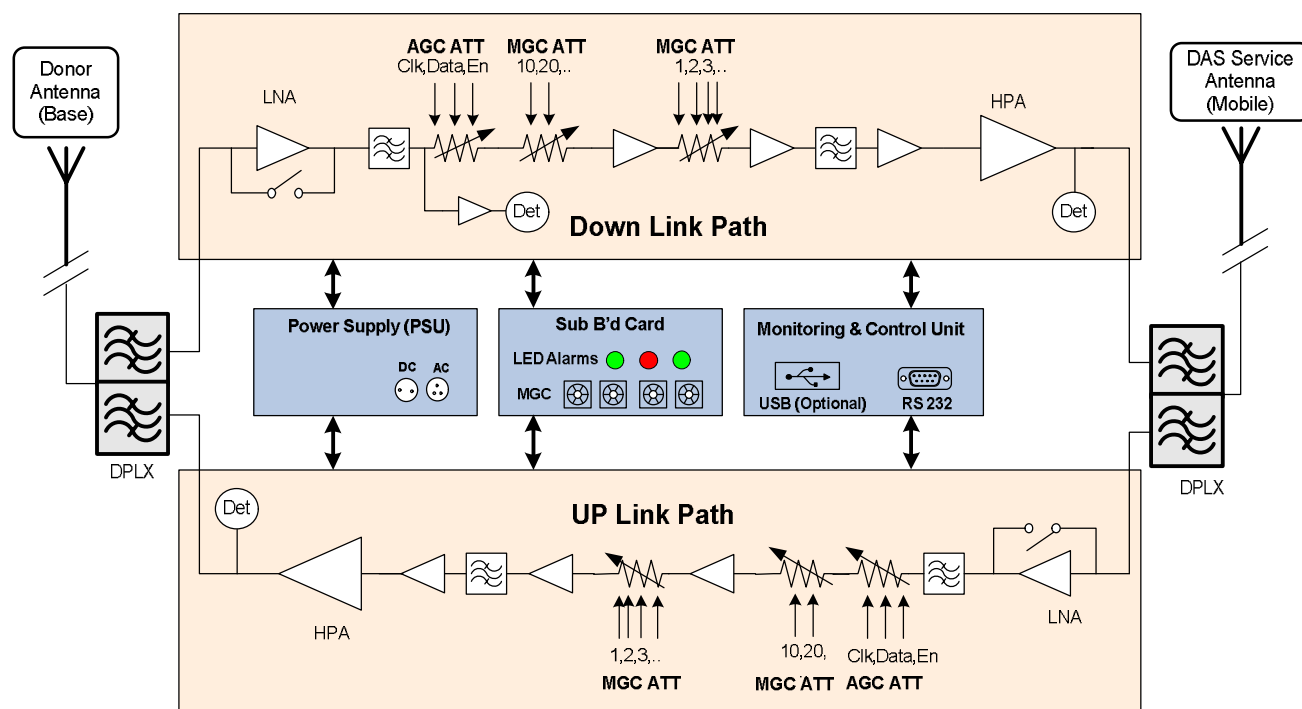 Donor
Antenna
(Base)
AGC ATT
Clk,Data,En
MGC ATT
10,20,..
MGC ATT
1,2,3,..
DAS Service
Antenna
(Mobile)
LNA
HPA
Det
Det
Down Link Path
Power Supply (PSU)
DC
AC
Sub B'd Card
LED Alarms
MGC
Monitoring & Control Unit
USB (Optional)
RS 232
DPLX
DPLX
Det
UP Link Path
HPA
LNA
1,2,3,..
MGC ATT
10,20,
.
MGC ATT
Clk,Data,En
AGC ATT